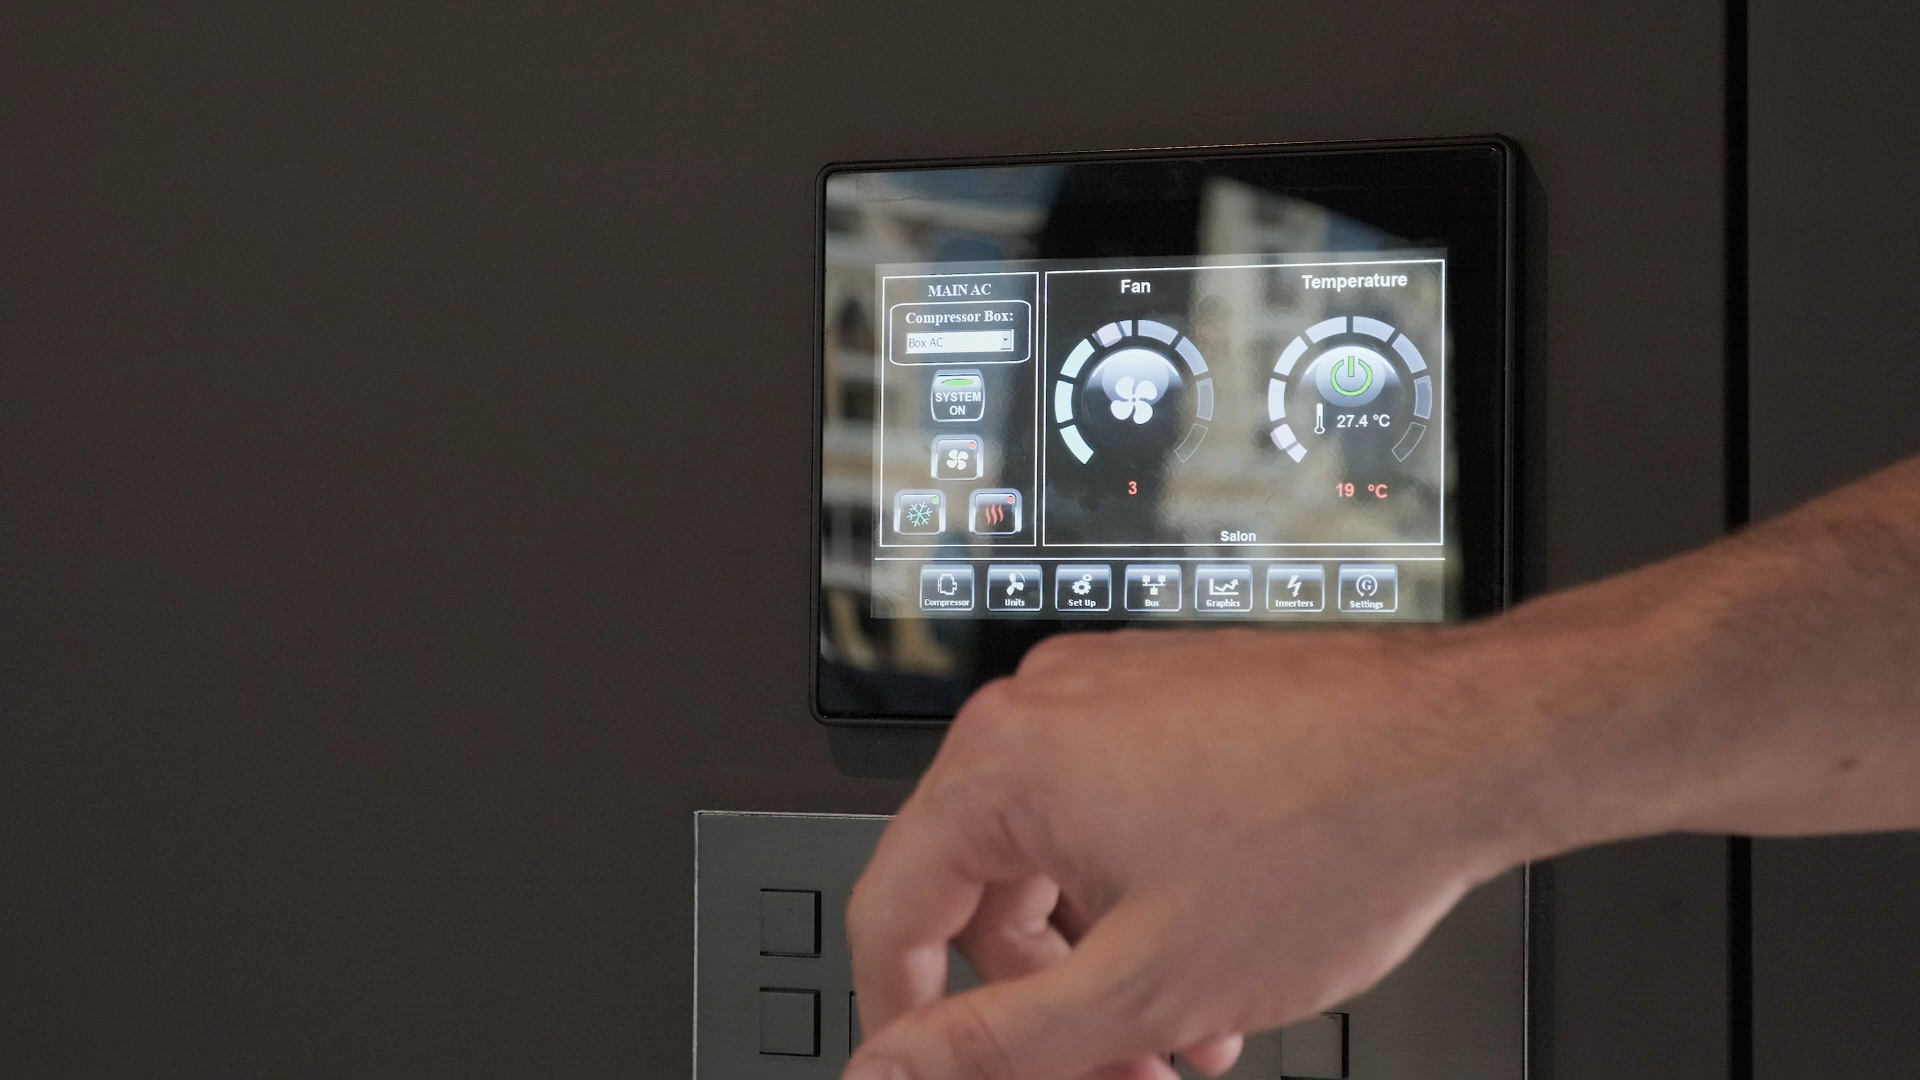 MAIN AC
Compressor Box:
Box AC
SYSTEM
ON
Fan
3
Temperature
27.4 °C
19 °C
Salon
Compressor
Units
Set Up
Bus
Graphics
Inverters
G
Settings